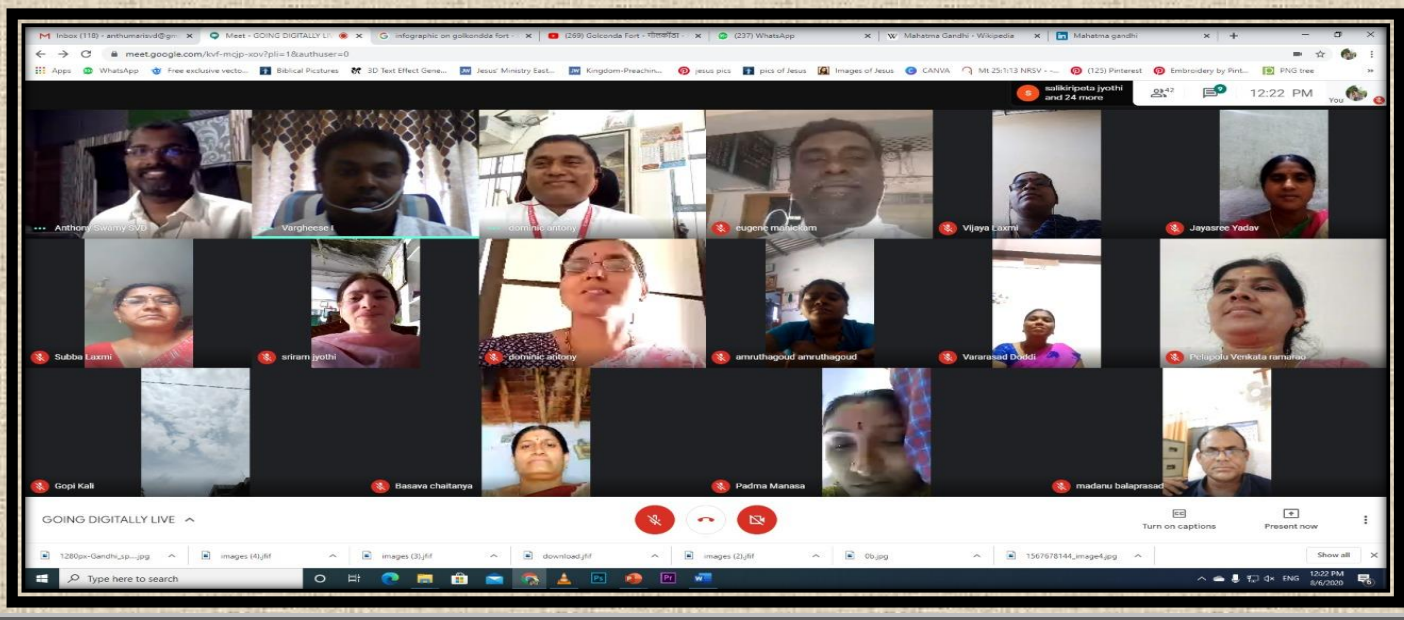 Inbox (118) - anthumarisvd@gm
Meet - GOING DIGITALLY LIVE
infographic on golkondda fort -
(269) Golconda Fort - गोलकोंडा -
(237) WhatsApp
Mahatma Gandhi - Wikipedia
Mahatma gandhi
meet.google.com/kvf-mcjp-xov?pli=1&authuser=0
Apps
WhatsApp
Free exclusive vecto...
Biblical Picstures
3D Text Effect Gene...
Jesus' Ministry East...
Kingdom-Preachin...
jesus pics
pics of Jesus
Images of Jesus
CANVA
Mt 25:1;13 NRSV - ...
(125) Pinterest
Embroidery by Pint...
PNG tree
S
salikiripeta jyothi
and 24 more
42
9
12:22 PM
You
Anthony Swamy SVD
Vargheese I
dominic antony
eugene manickam
Vijaya Laxmi
Jayasree Yadav
Subba Laxmi
sriram jyothi
dominic antony
amruthagoud amruthagoud
Vararasad Doddi
Pelapolu Venkata ramarao
Gopi Kali
Basava chaitanya
Padma Manasa
madanu balaprasad
GOING DIGITALLY LIVE
CC
Turn on captions
Present now
1280px-Gandhi_sp....jpg
images (4).jfif
images (3).jfif
download.jfif
images (2).jfif
0b.jpg
1567678144_image4.jpg
Show all
Type here to search
Ps
Pr
ENG
12:22 PM
8/6/2020